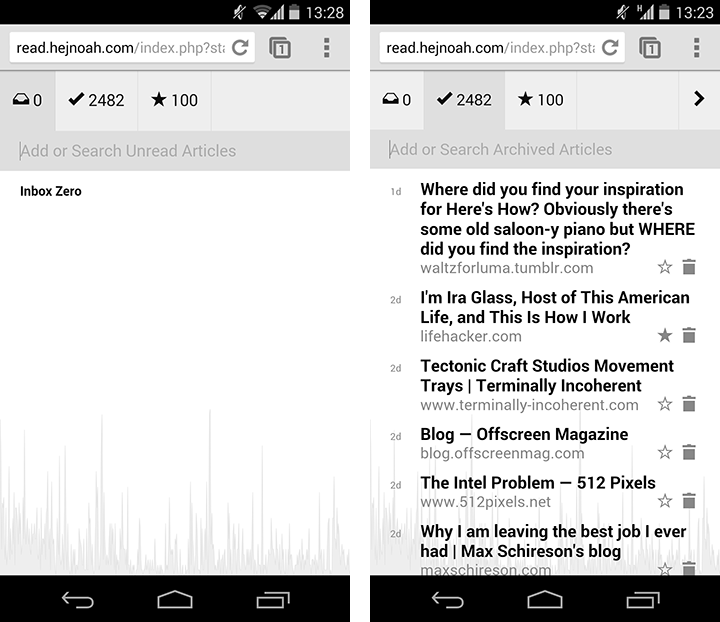 13:28
read.hejnoah.com/index.php?sta
1
0 2482 100
Add or Search Unread Articles
Inbox Zero
H 13:23
read.hejnoah.com/index.php?sta
1
0 2482 100
Add or Search Archived Articles
1d Where did you find your inspiration
for Here's How? Obviously there's
some old saloon-y piano but WHERE
did you find the inspiration?
waltzforluma.tumblr.com
2d I'm Ira Glass, Host of This American
Life, and This Is How I Work
lifehacker.com
2d Tectonic Craft Studios Movement
Trays | Terminally Incoherent
www.terminally-incoherent.com
2d Blog — Offscreen Magazine
blog.offscreenmag.com
2d The Intel Problem — 512 Pixels
www.512pixels.net
2d Why I am leaving the best job I ever
had | Max Schireson's blog
maxschireson.com